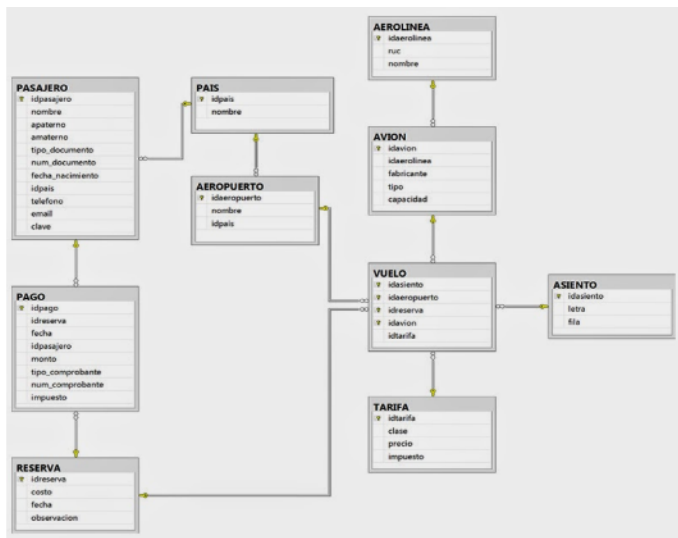 AEROLINEA
idaerolinea
ruc
nombre
PASAJERO
idpasajero
nombre
apaterno
amaterno
tipo_documento
num_documento
fecha_nacimiento
idpais
telefono
email
clave
PAIS
idpais
nombre
AVION
idavion
idaerolinea
fabricante
tipo
capacidad
AEROPUERTO
idaeropuerto
nombre
idpais
VUELO
idasiento
idaeropuerto
idreserva
idavion
idtarifa
ASIENTO
idasiento
letra
fila
PAGO
idpago
idreserva
fecha
idpasajero
monto
tipo_comprobante
num_comprobante
impuesto
TARIFA
idtarifa
clase
precio
impuesto
RESERVA
idreserva
costo
fecha
observacion